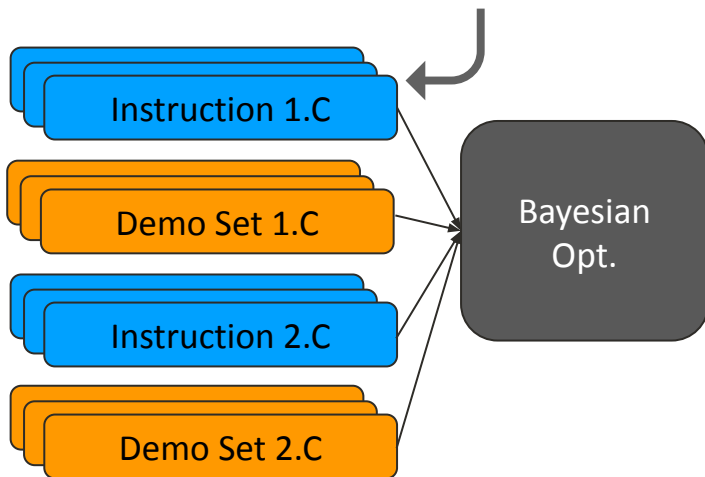 Instruction 1.C
Demo Set 1.C
Bayesian
Opt.
Instruction 2.C
Demo Set 2.C